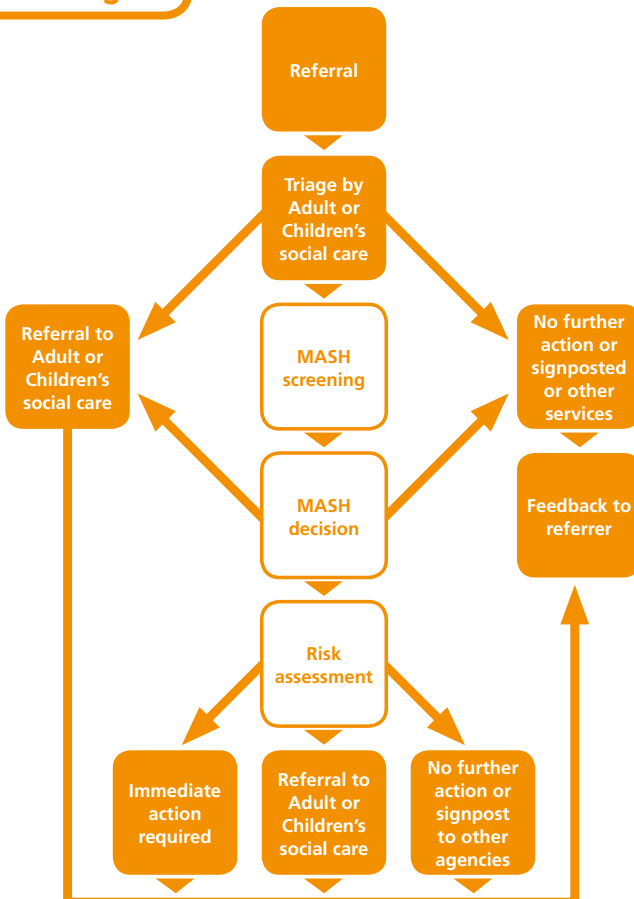 Referral
Triage by
Adult or
Children's
social care
Referral to
Adult or
Children's
social care
MASH
screening
No further
action or
signposted
or other
services
MASH
decision
Feedback to
referrer
Risk
assessment
Immediate
action
required
Referral to
Adult or
Children's
social care
No further
action or
signpost
to other
agencies